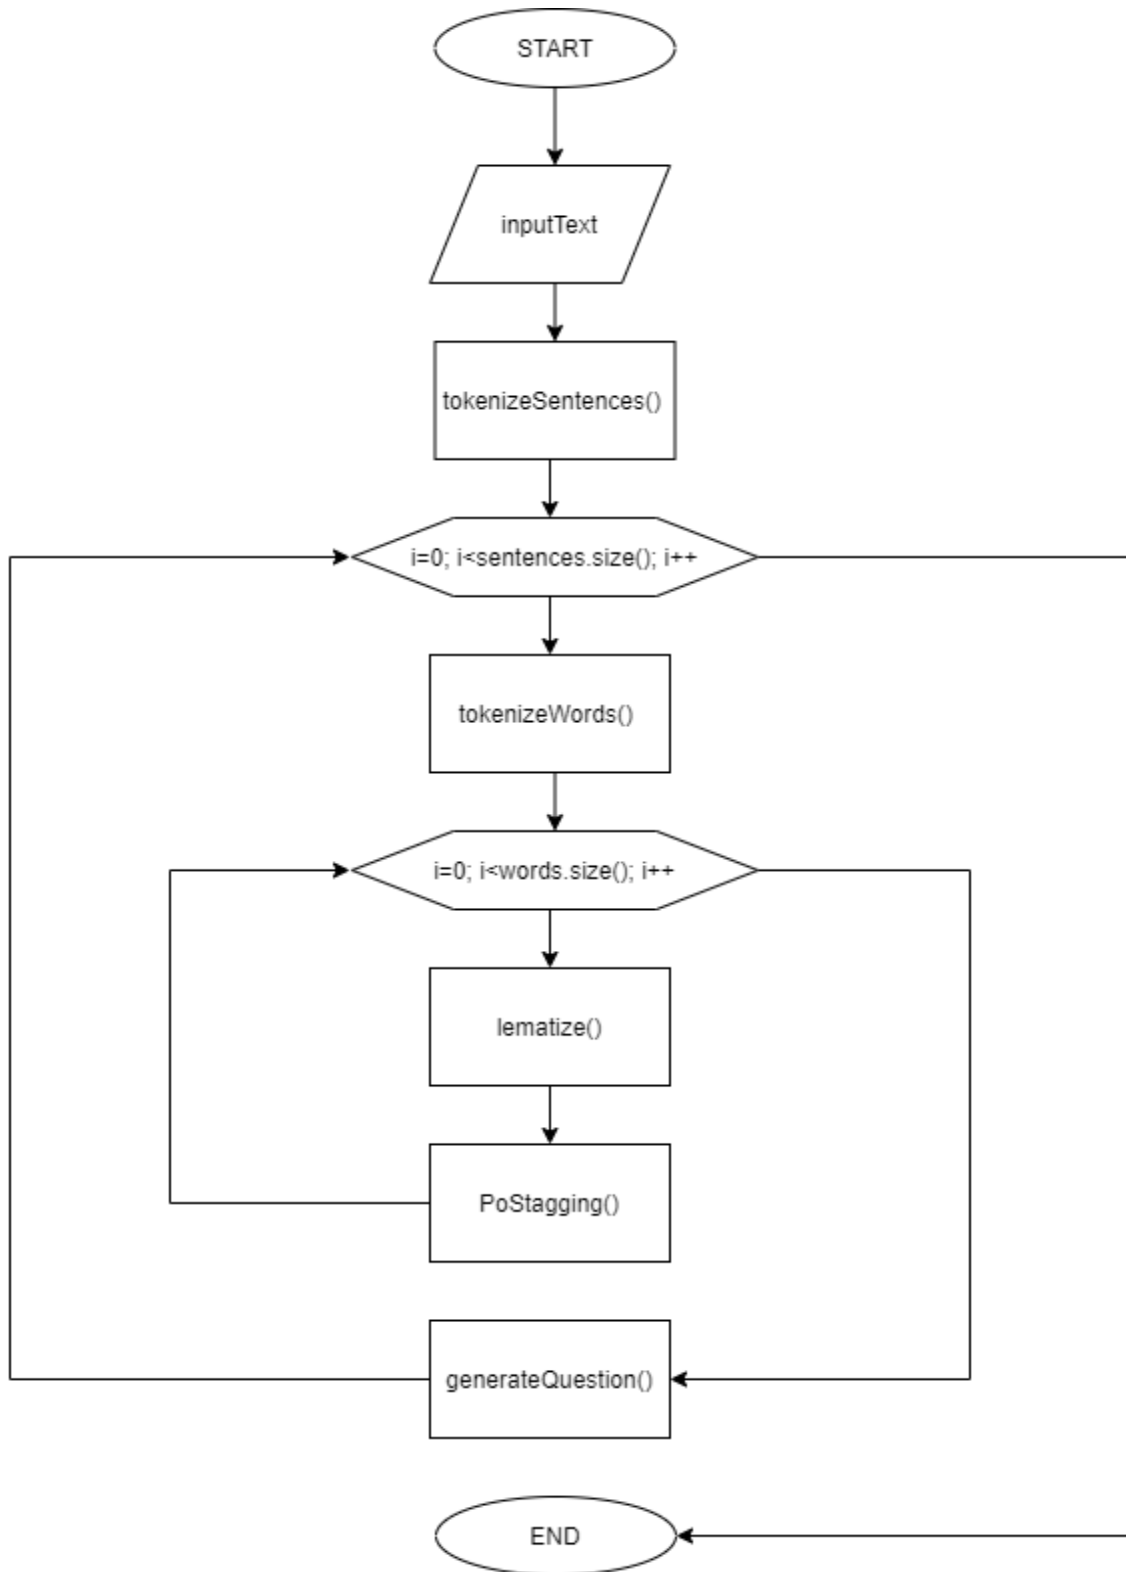 START
inputText
tokenizeSentences()
i=0; i<sentences.size(); i++
tokenizeWords()
i=0; i<words.size(); i++
lematize()
PoStagging()
generateQuestion()
END